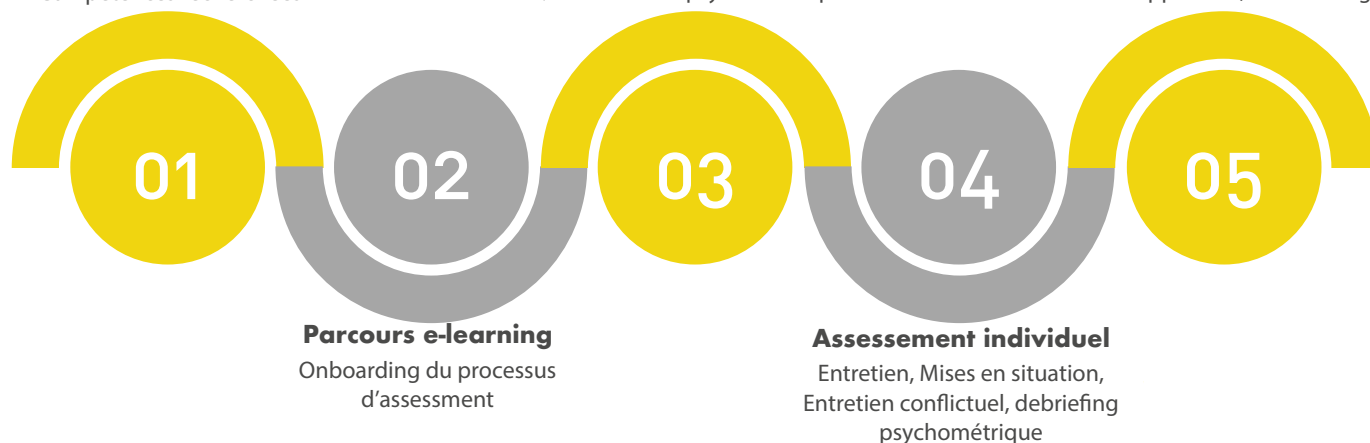 01
02
03
04
05
Parcours e-learning
Onboarding du processus
d’assessment
Assessement individuel
Entretien, Mises en situation,
Entretien conflictuel, debriefing
psychométrique